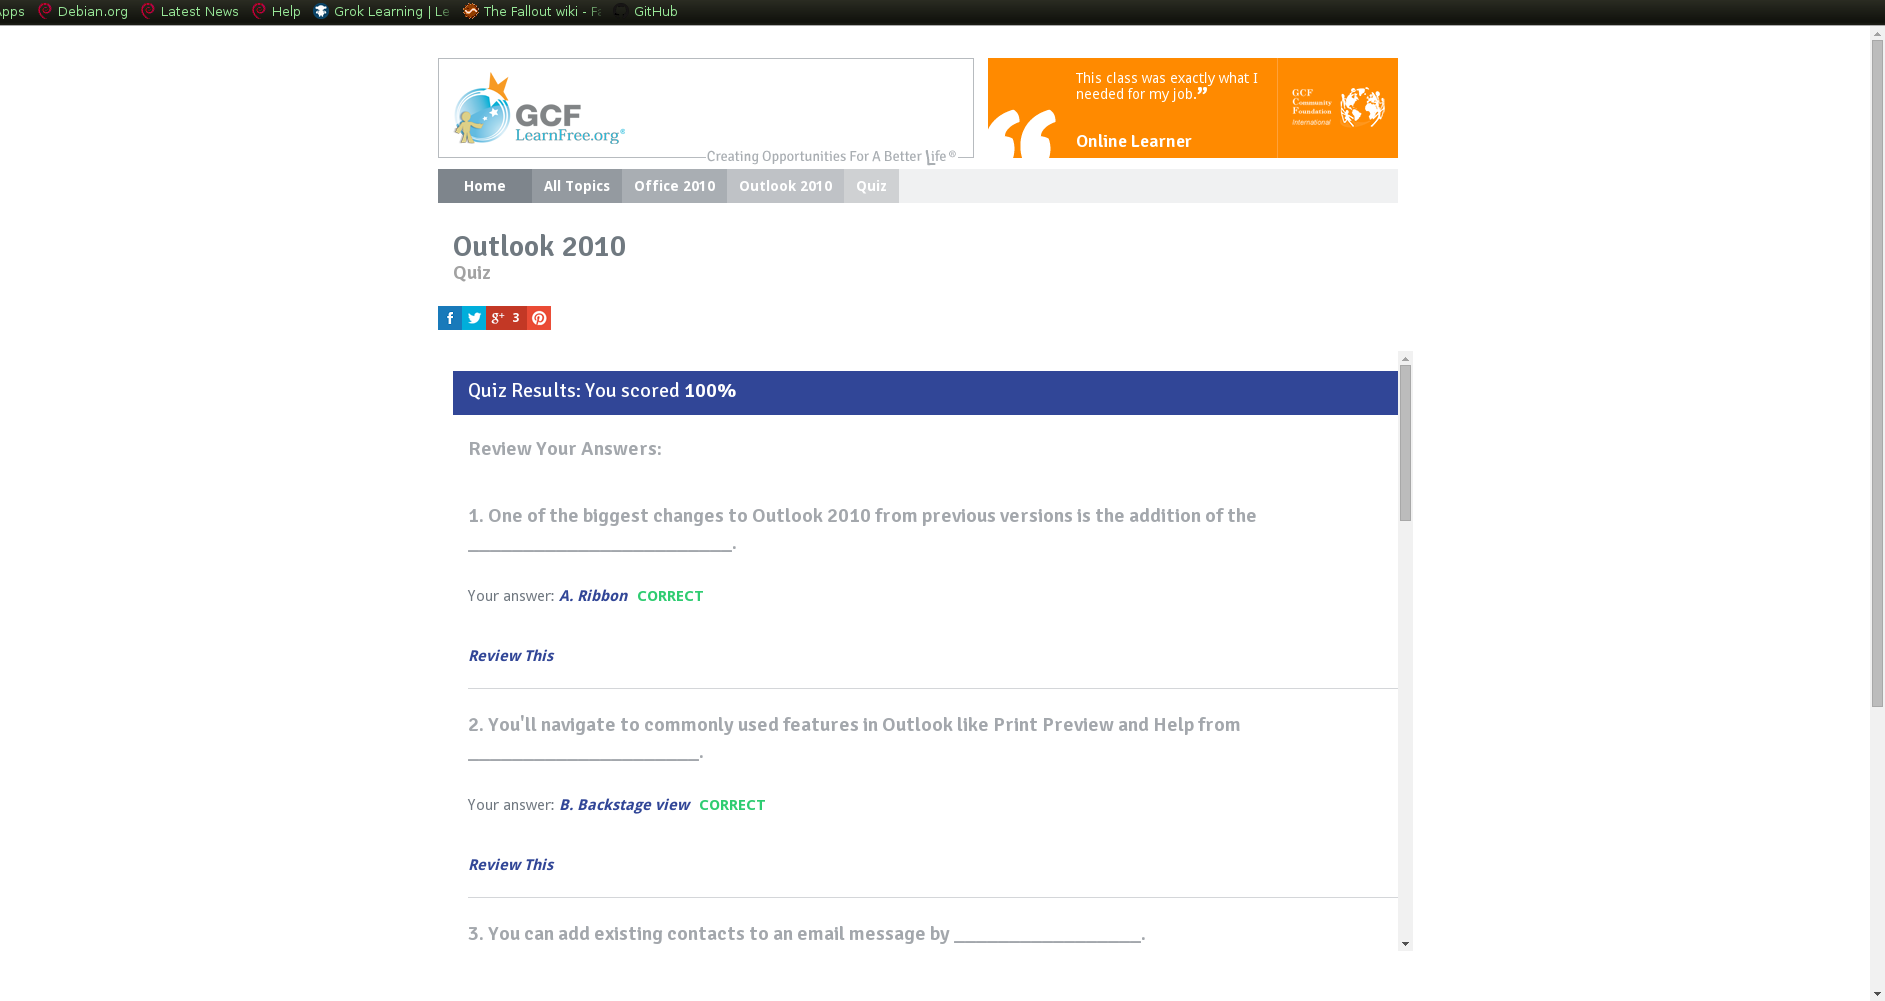 pps Debian.org Latest News Help Grok Learning | Le The Fallout wiki - Fa GitHub
GCF
LearnFree.org®
Creating Opportunities For A Better Life®
This class was exactly what I
needed for my job.”
Online Learner
GCF
Community
Foundation
International
Home All Topics Office 2010 Outlook 2010 Quiz
Outlook 2010
Quiz
3
Quiz Results: You scored 100%
Review Your Answers:
1. One of the biggest changes to Outlook 2010 from previous versions is the addition of the
________________________.
Your answer: A. Ribbon CORRECT
Review This
2. You'll navigate to commonly used features in Outlook like Print Preview and Help from
_____________________.
Your answer: B. Backstage view CORRECT
Review This
3. You can add existing contacts to an email message by _________________.